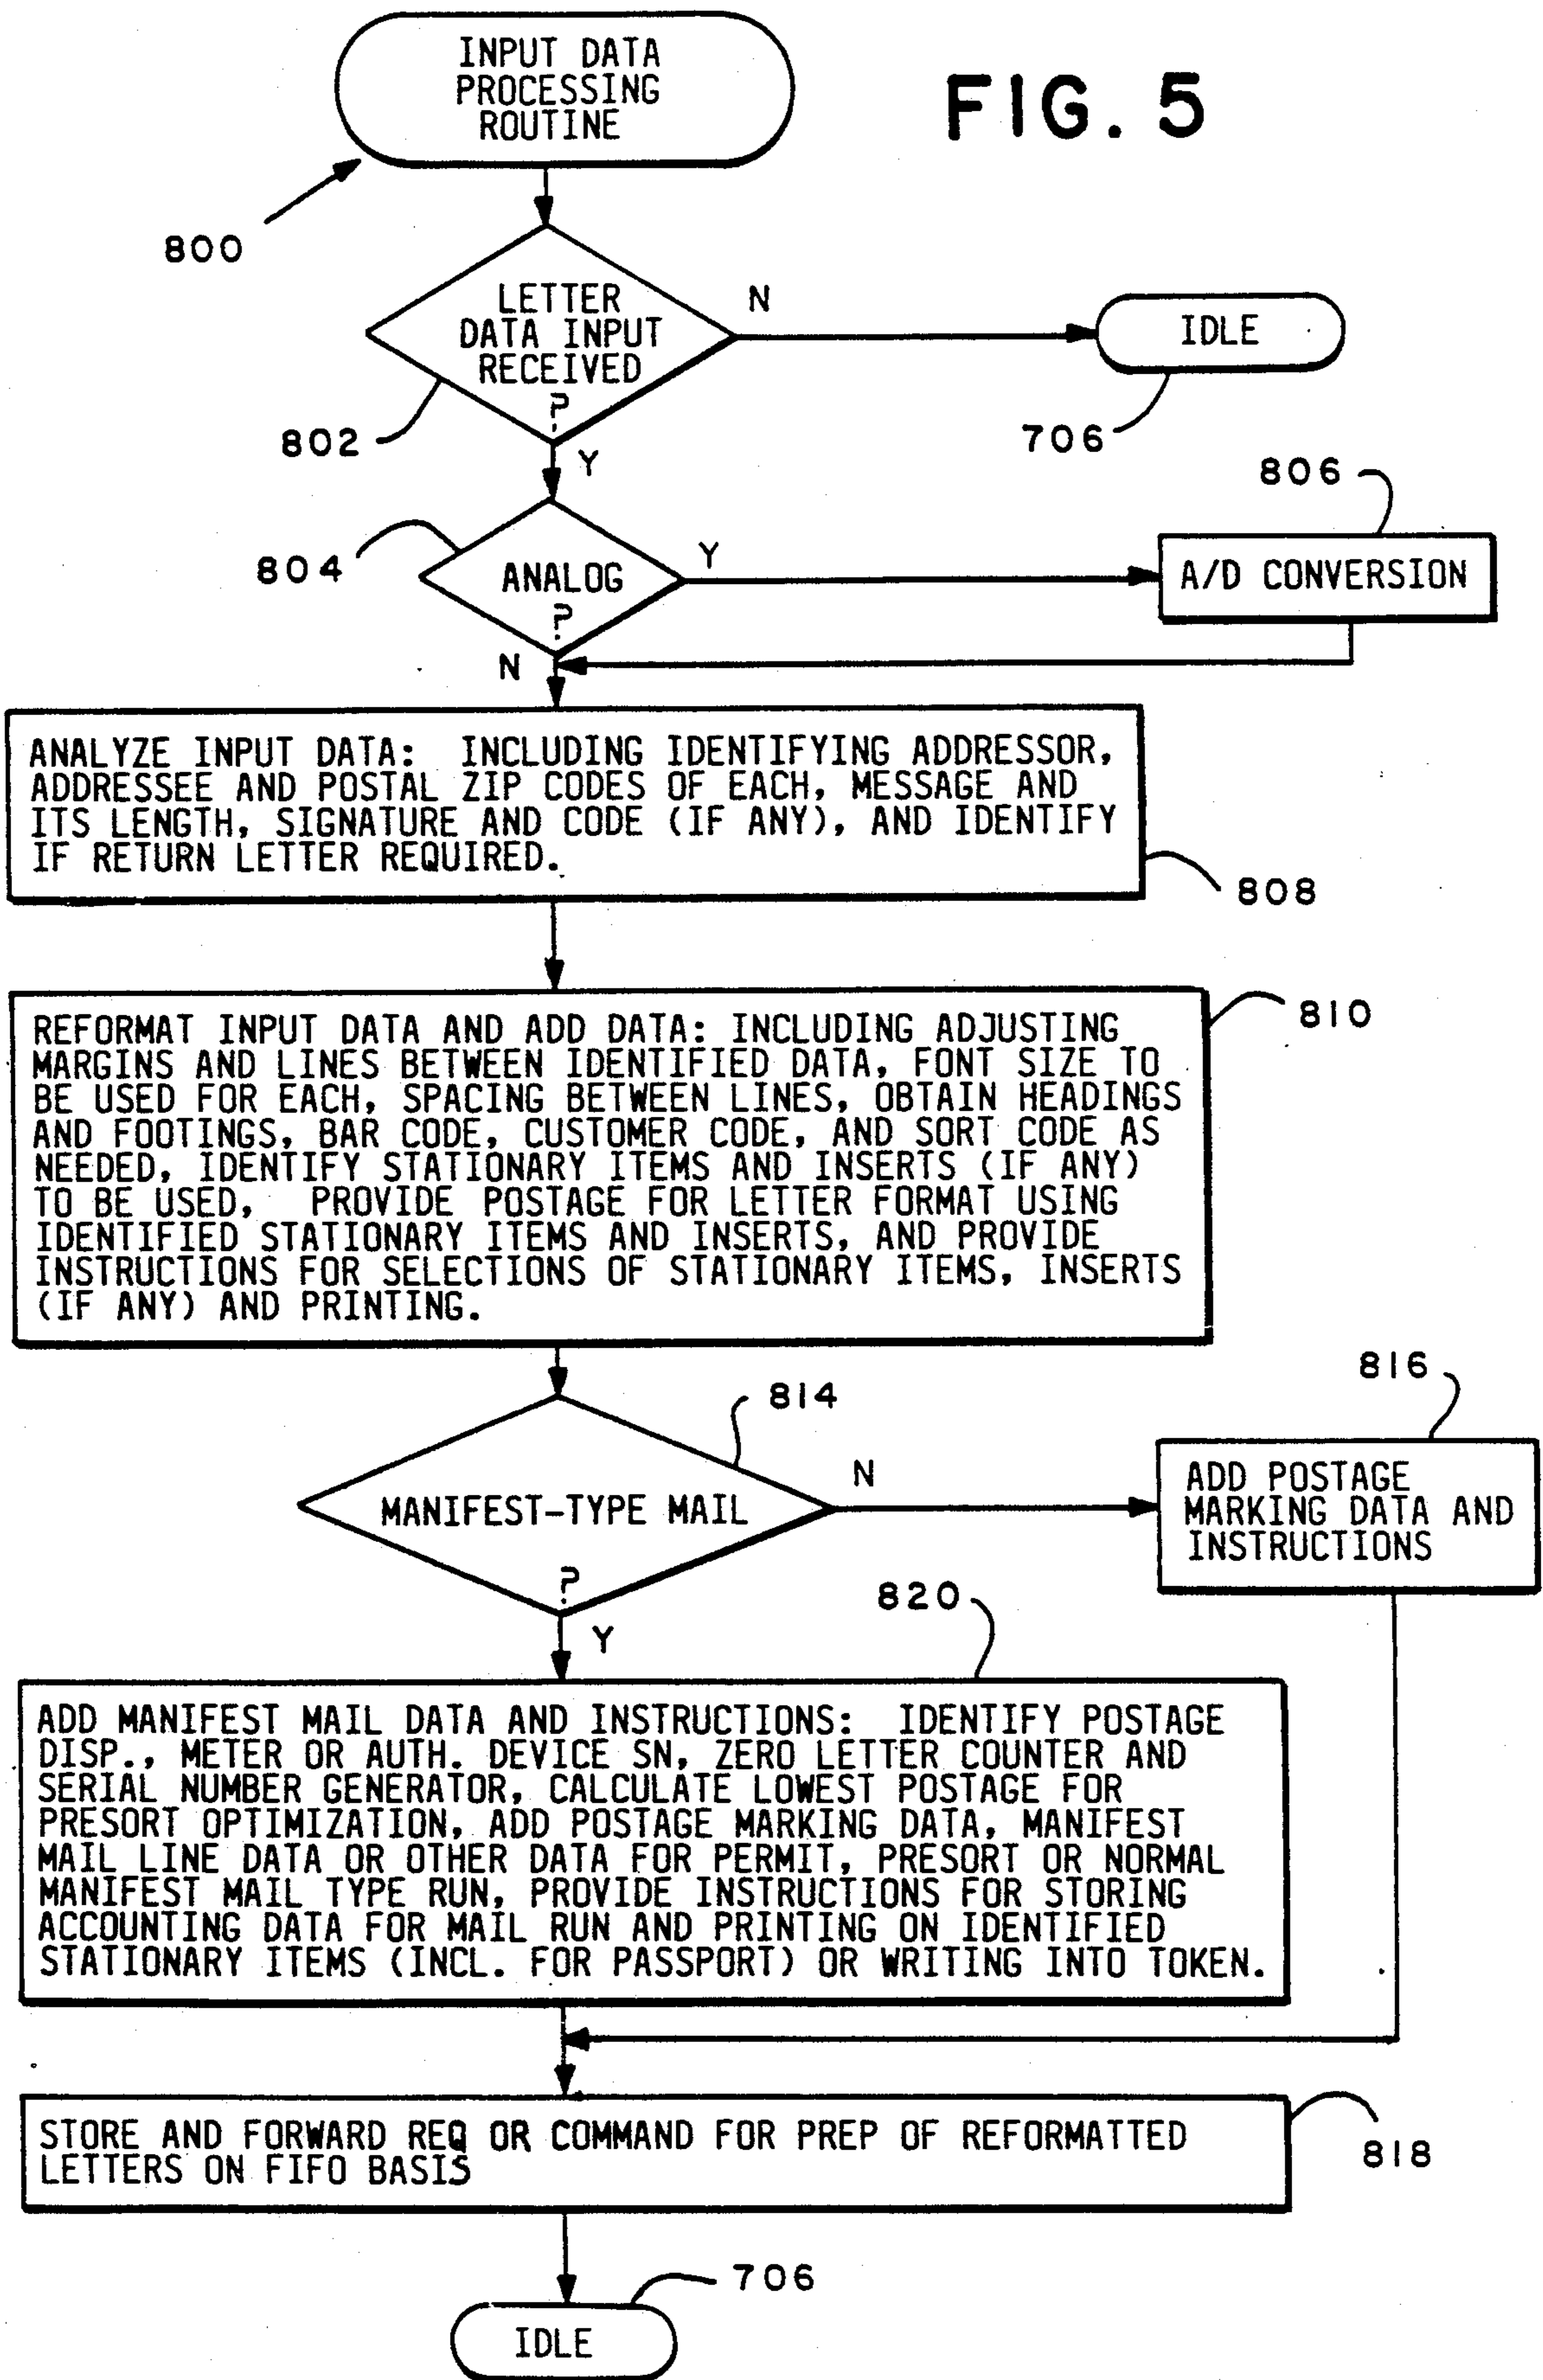 INPUT DATA
PROCESSING
ROUTINE
FIG. 5
800
LETTER
DATA INPUT
RECEIVED
?
N
IDLE
802
706
Y
806
804
ANALOG
?
Y
A/D CONVERSION
N
ANALYZE INPUT DATA: INCLUDING IDENTIFYING ADDRESSOR,
ADDRESSEE AND POSTAL ZIP CODES OF EACH, MESSAGE AND
ITS LENGTH, SIGNATURE AND CODE (IF ANY), AND IDENTIFY
IF RETURN LETTER REQUIRED.
808
810
REFORMAT INPUT DATA AND ADD DATA: INCLUDING ADJUSTING
MARGINS AND LINES BETWEEN IDENTIFIED DATA, FONT SIZE TO
BE USED FOR EACH, SPACING BETWEEN LINES, OBTAIN HEADINGS
AND FOOTINGS, BAR CODE, CUSTOMER CODE, AND SORT CODE AS
NEEDED, IDENTIFY STATIONARY ITEMS AND INSERTS (IF ANY)
TO BE USED, PROVIDE POSTAGE FOR LETTER FORMAT USING
IDENTIFIED STATIONARY ITEMS AND INSERTS, AND PROVIDE
INSTRUCTIONS FOR SELECTIONS OF STATIONARY ITEMS, INSERTS
(IF ANY) AND PRINTING.
814
816
MANIFEST-TYPE MAIL
?
N
ADD POSTAGE
MARKING DATA AND
INSTRUCTIONS
820
Y
ADD MANIFEST MAIL DATA AND INSTRUCTIONS: IDENTIFY POSTAGE
DISP., METER OR AUTH. DEVICE SN, ZERO LETTER COUNTER AND
SERIAL NUMBER GENERATOR, CALCULATE LOWEST POSTAGE FOR
PRESORT OPTIMIZATION, ADD POSTAGE MARKING DATA, MANIFEST
MAIL LINE DATA OR OTHER DATA FOR PERMIT, PRESORT OR NORMAL
MANIFEST MAIL TYPE RUN, PROVIDE INSTRUCTIONS FOR STORING
ACCOUNTING DATA FOR MAIL RUN AND PRINTING ON IDENTIFIED
STATIONARY ITEMS (INCL. FOR PASSPORT) OR WRITING INTO TOKEN.
STORE AND FORWARD REQ OR COMMAND FOR PREP OF REFORMATTED
LETTERS ON FIFO BASIS
818
706
IDLE